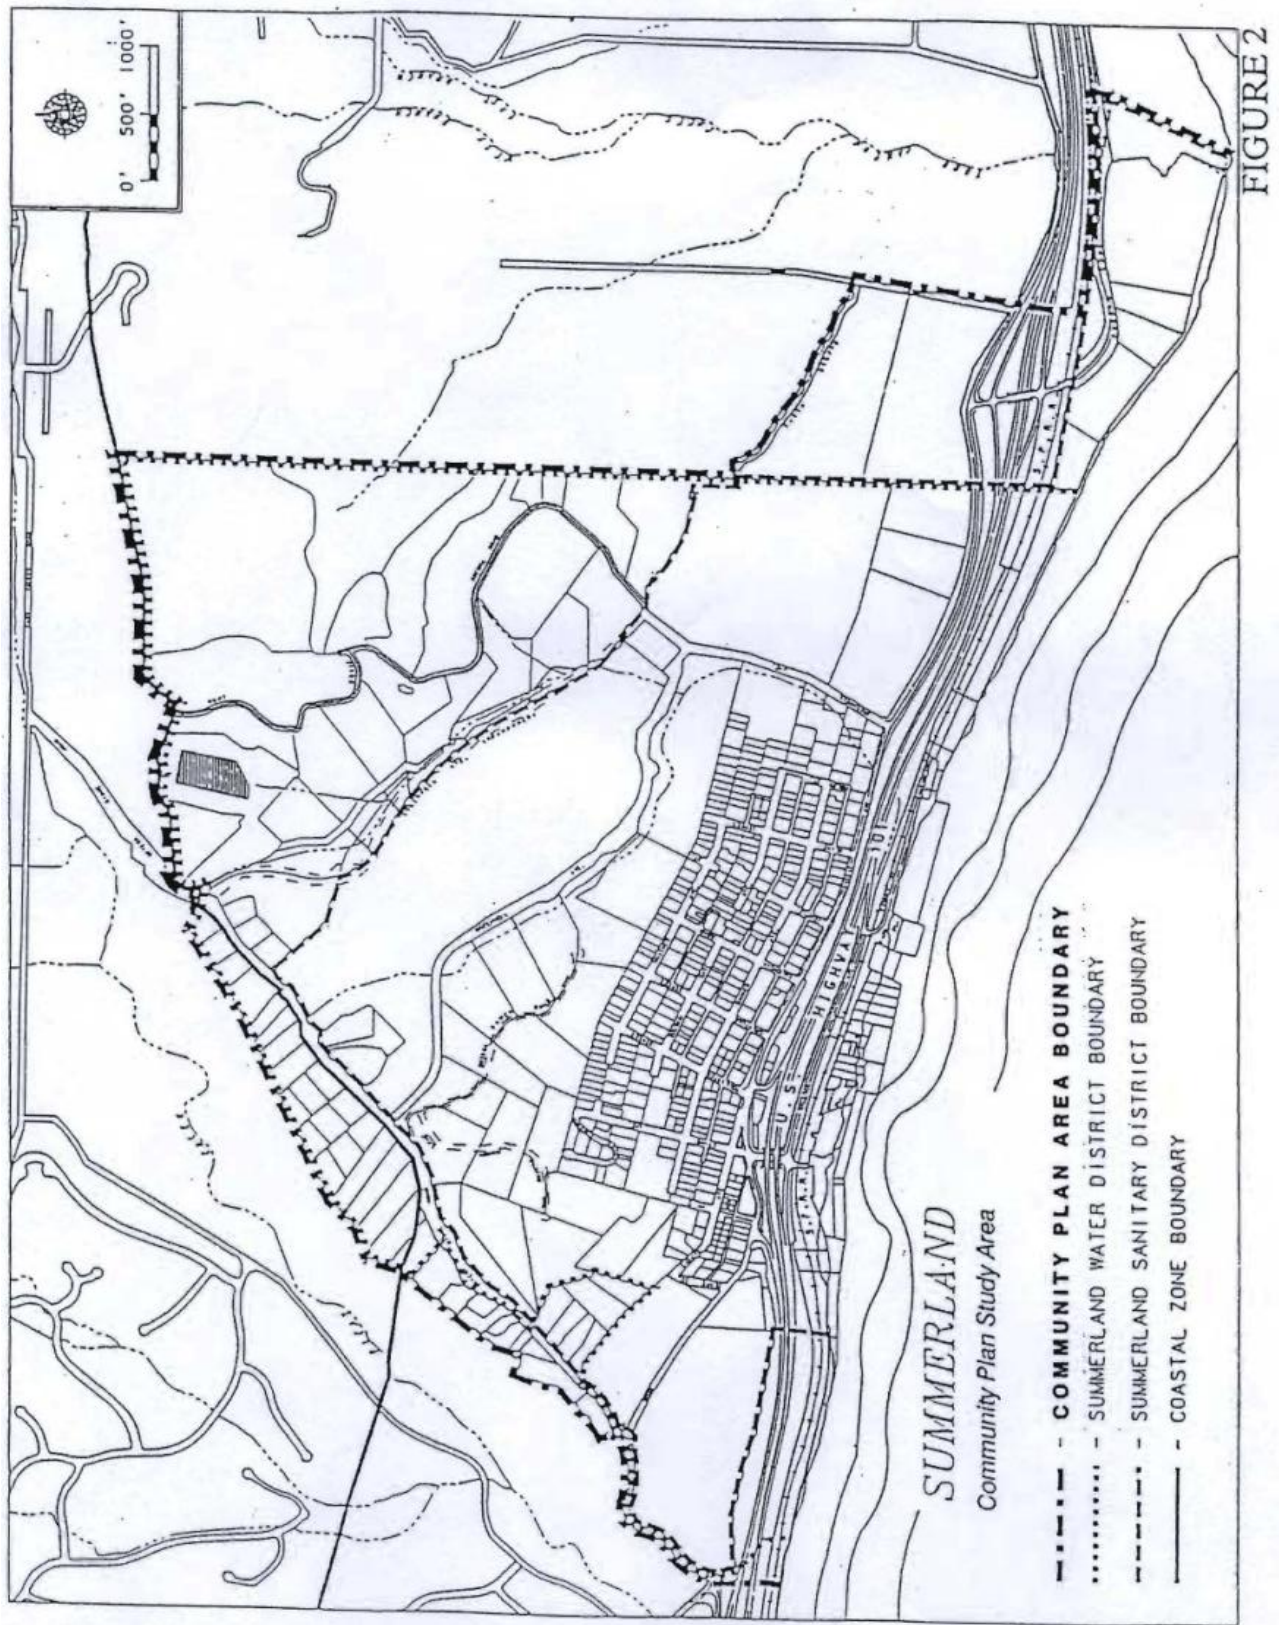 0' 500' 1000'
S.P.R.R.
U.S. HIGHWA 101
S.P.R.R.
SUMMERLAND
Community Plan Study Area
COMMUNITY PLAN AREA BOUNDARY
SUMMERLAND WATER DISTRICT BOUNDARY
SUMMERLAND SANITARY DISTRICT BOUNDARY
COASTAL ZONE BOUNDARY
FIGURE 2